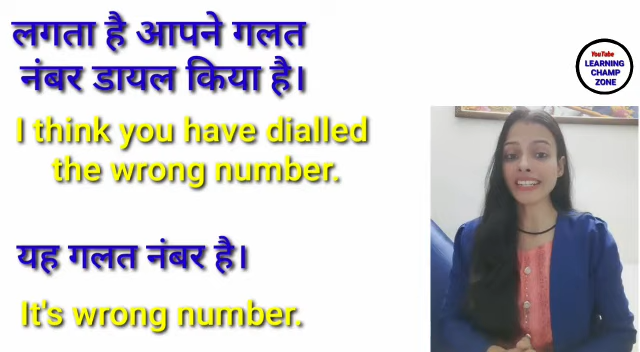 लगता है आपने गलत
नंबर डायल किया है।
I think you have dialled
the wrong number.
यह गलत नंबर है।
It's wrong number.
YouTube
LEARNING
CHAMP
ZONE